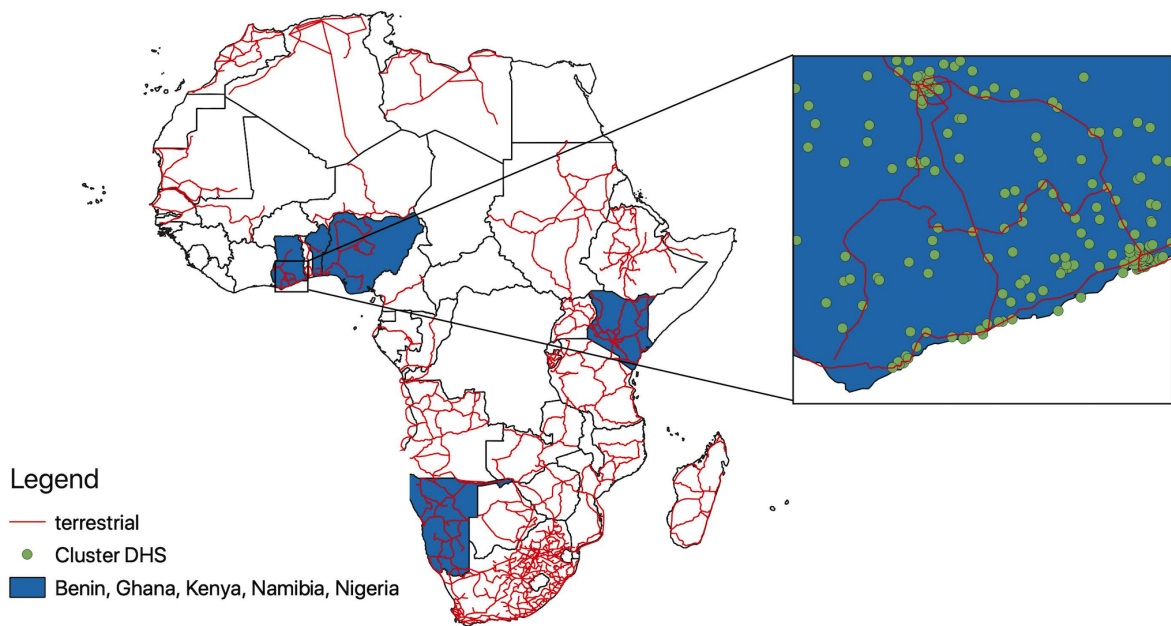 Legend
terrestrial
Cluster DHS
Benin, Ghana, Kenya, Namibia, Nigeria